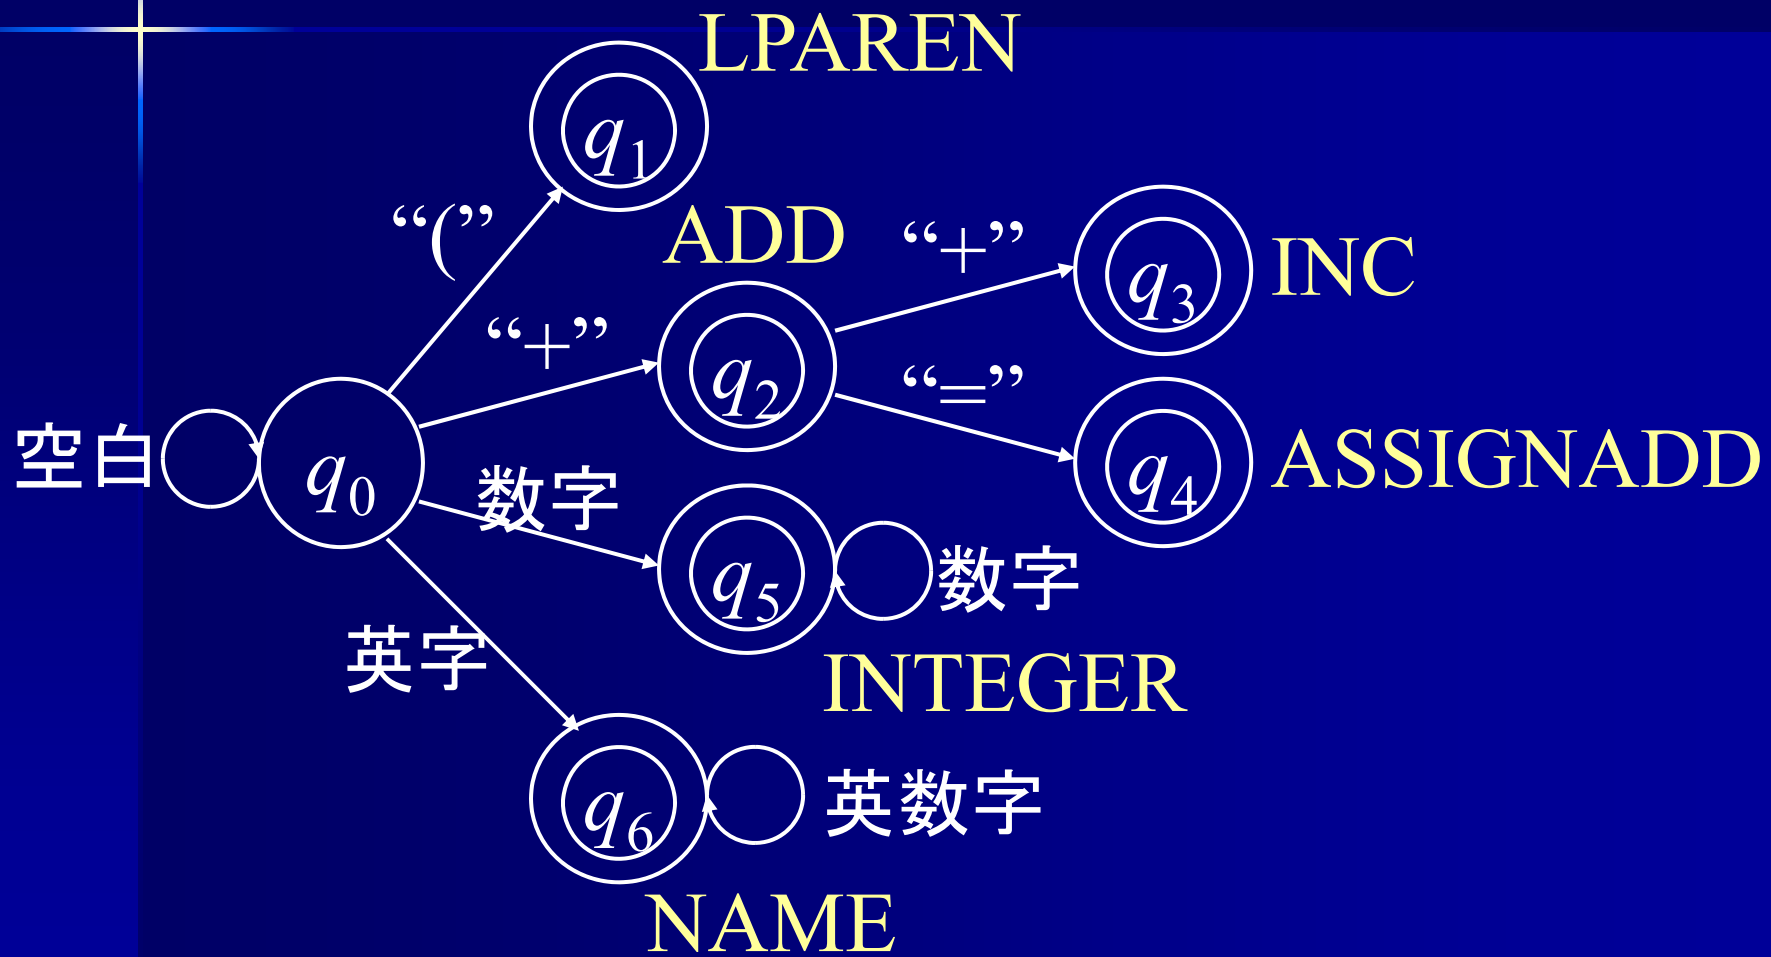 LPAREN
q1
“(”
ADD
“+”
q3
INC
“+”
q2
“=”
空白
q0
q4
ASSIGNADD
数字
q5
数字
英字
INTEGER
q6
英数字
NAME